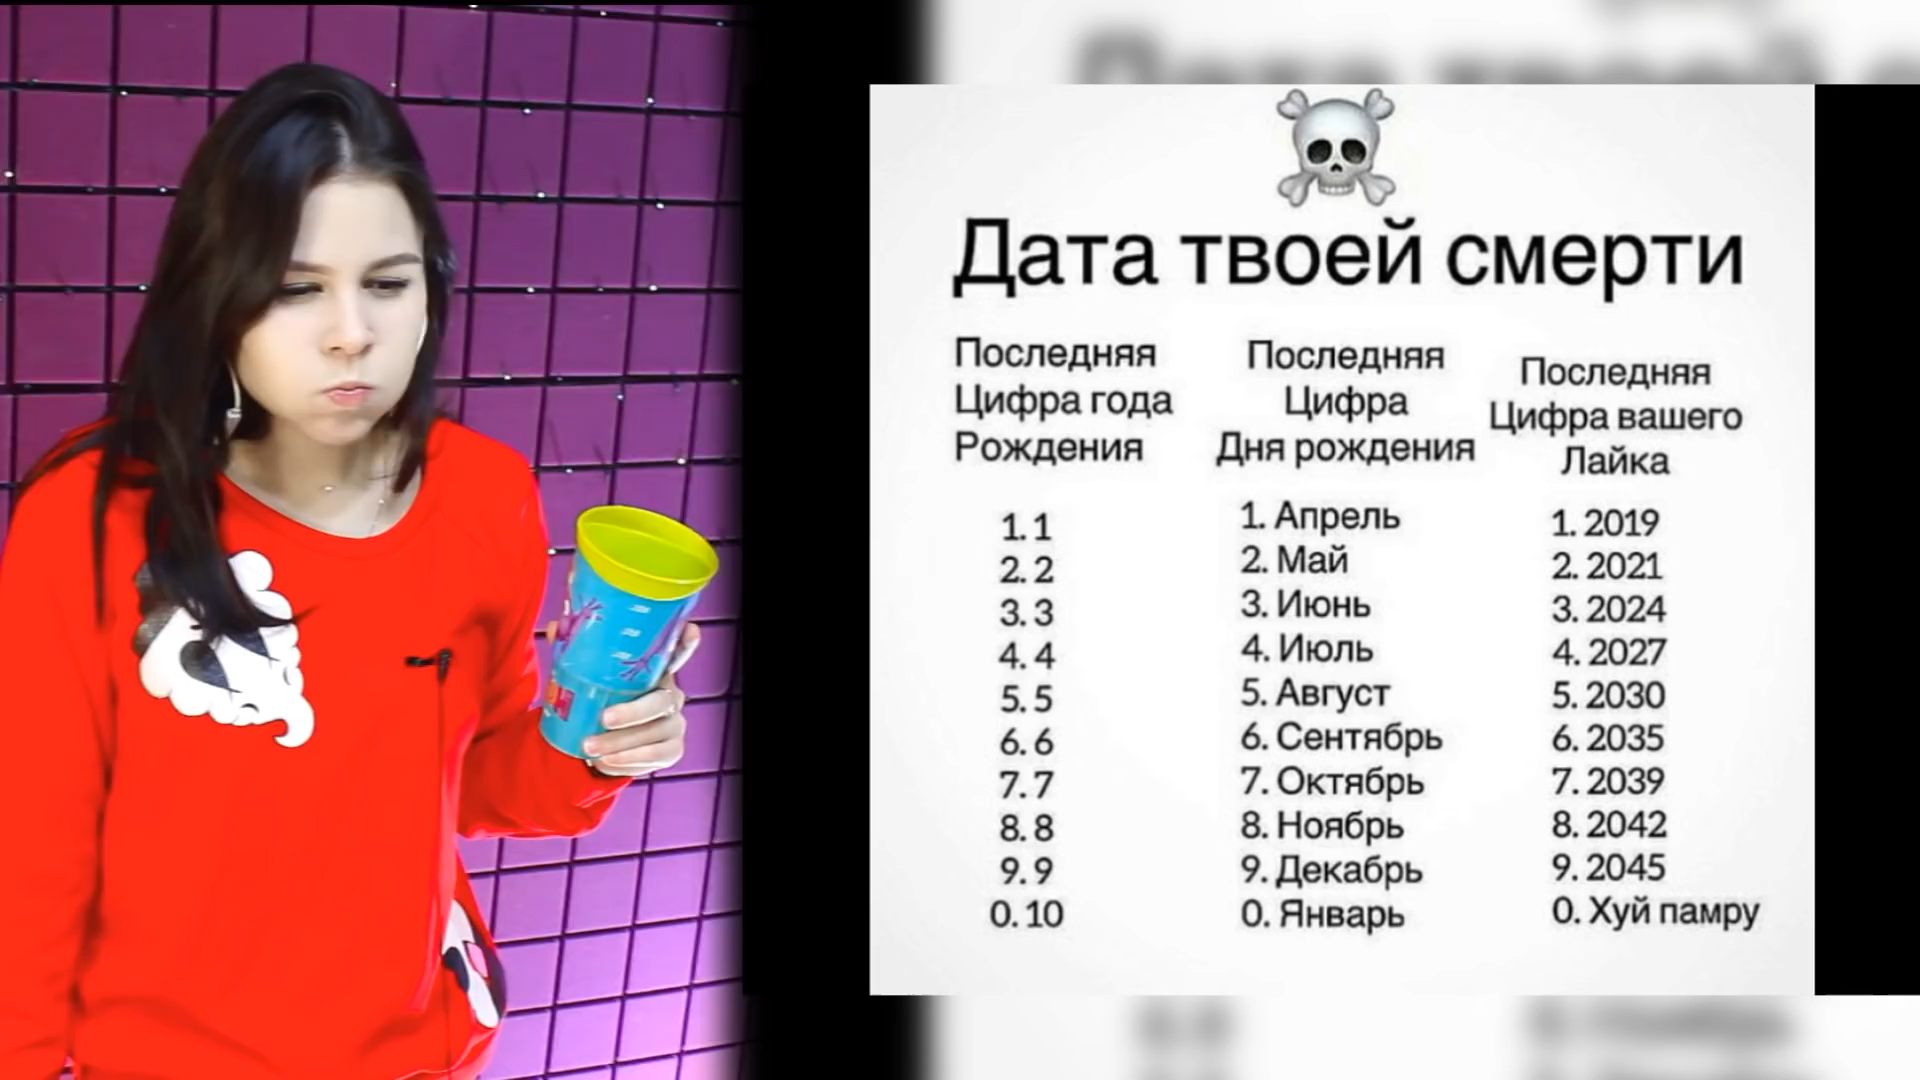 Дата твоей смерти
Последняя
Цифра года
Рождения
1. 1
2. 2
3. 3
4. 4
5. 5
6. 6
7. 7
8. 8
9. 9
0. 10
Последняя
Цифра
Дня рождения
1. Апрель
2. Май
3. Июнь
4. Июль
5. Август
6. Сентябрь
7. Октябрь
8. Ноябрь
9. Декабрь
0. Январь
Последняя
Цифра вашего
Лайка
1. 2019
2. 2021
3. 2024
4. 2027
5. 2030
6. 2035
7. 2039
8. 2042
9. 2045
0. Хуй памру